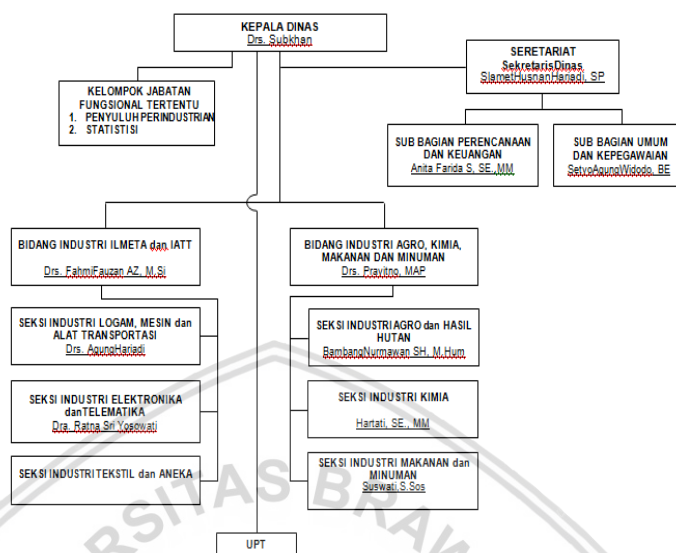 KEPALA DINAS
Drs. Subkhan
SERETARIAT
SekretarisDinas
SlametHusnanHariadi, SP
KELOMPOK JABATAN
FUNGSIONAL TERTENTU
1. PENYULUH PERINDUSTRIAN
2. STATISTISI
SUB BAGIAN PERENCANAAN
DAN KEUANGAN
Anita Farida S, SE.,MM
SUB BAGIAN UMUM
DAN KEPEGAWAIAN
SetyoAgungWidodo, BE
BIDANG INDUSTRI ILMETA dan IATT
Drs. FahmiFauzan AZ, M.Si
BIDANG INDUSTRI AGRO, KIMIA,
MAKANAN DAN MINUMAN
Drs. Prayitno, MAP
SEKSI INDUSTRI LOGAM, MESIN dan
ALAT TRANSPORTASI
Drs. AgungHariadi
SEKSI INDUSTRIAGRO dan HASIL
HUTAN
BambangNurmawan SH, M.Hum
SEKSI INDUSTRI ELEKTRONIKA
danTELEMATIKA
Dra. Ratna Sri Yosowati
SEKSI INDUSTRI KIMIA
Hartati, SE., MM
SEKSI INDUSTRITEKSTIL dan ANEKA
SEKSI INDUSTRI MAKANAN dan
MINUMAN
Suswati,S.Sos
RSITAS BRAW
UPT